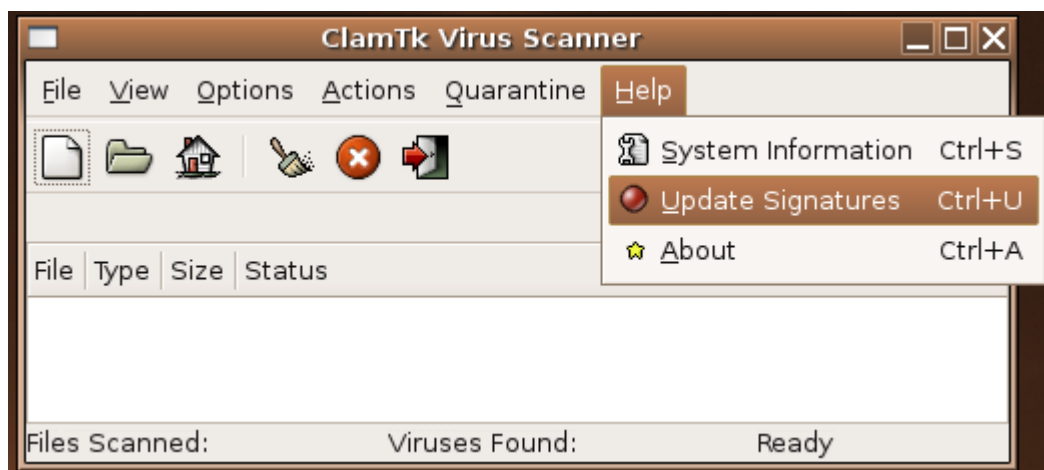 ClamTk Virus Scanner
File View Options Actions Quarantine Help
System Information Ctrl+S
Update Signatures Ctrl+U
About Ctrl+A
File Type Size Status
Files Scanned: Viruses Found: Ready